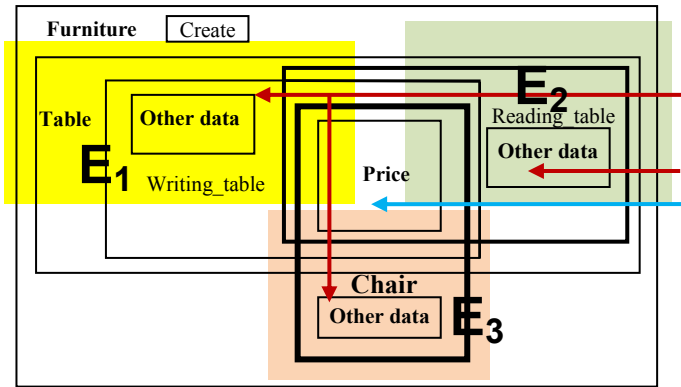 Furniture
Create
E2
Reading_table
Table
Other data
Other data
E1
Writing_table
Price
Chair
Other data
E3